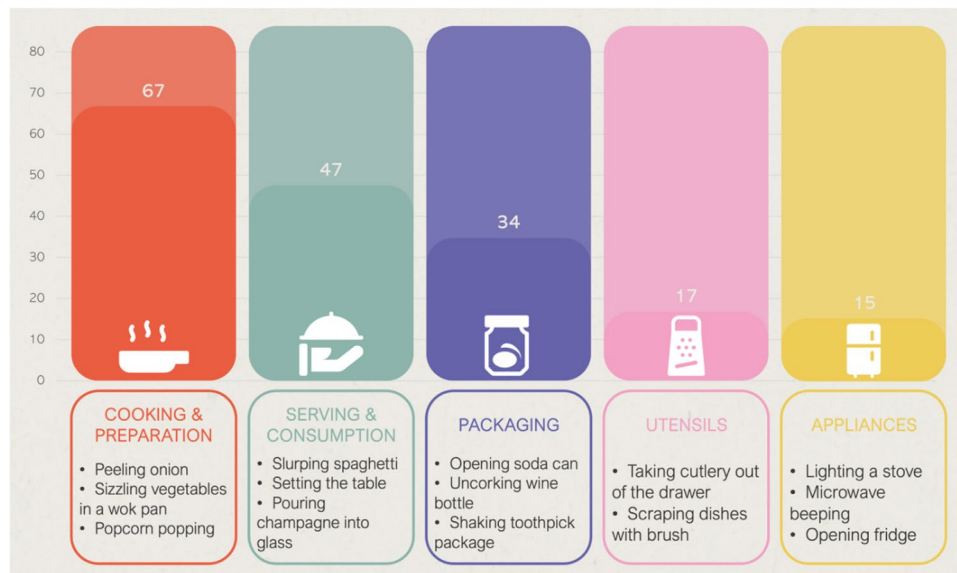 80
70
60
50
40
30
20
10
0
67
47
34
17
15
COOKING &
PREPARATION
• Peeling onion
• Sizzling vegetables
in a wok pan
• Popcorn popping
SERVING &
CONSUMPTION
• Slurping spaghetti
• Setting the table
• Pouring
champagne into
glass
PACKAGING
• Opening soda can
• Uncorking wine
bottle
• Shaking toothpick
package
UTENSILS
• Taking cutlery out
of the drawer
• Scraping dishes
with brush
APPLIANCES
• Lighting a stove
• Microwave
beeping
• Opening fridge